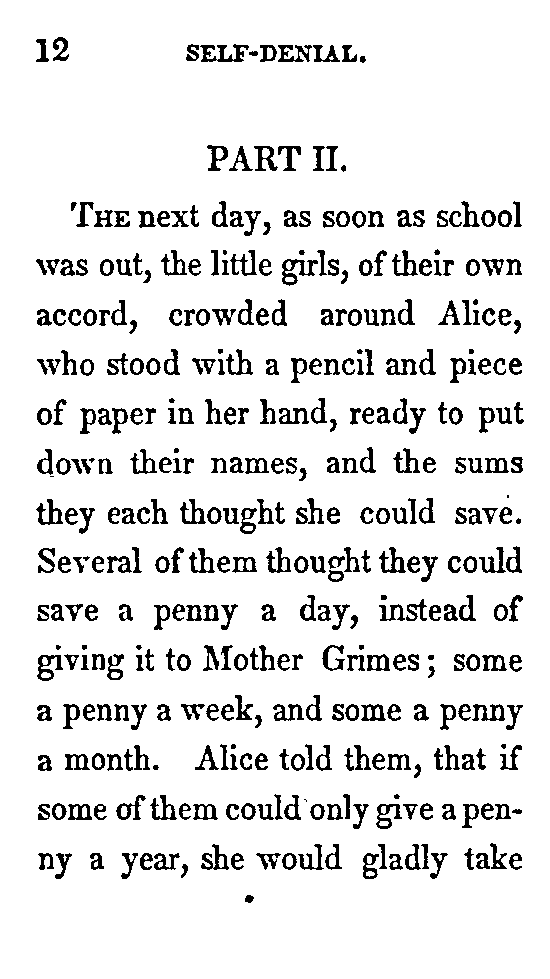 12 SELF-DENIAL.
PART II.
THE next day, as soon as school
was out, the little girls, of their own
accord, crowded around Alice,
who stood with a pencil and piece
of paper in her hand, ready to put
down their names, and the sums
they each thought she could save.
Several of them thought they could
save a penny a day, instead of
giving it to Mother Grimes; some
a penny a week, and some a penny
a month. Alice told them, that if
some of them could only give a pen-
ny a year, she would gladly take